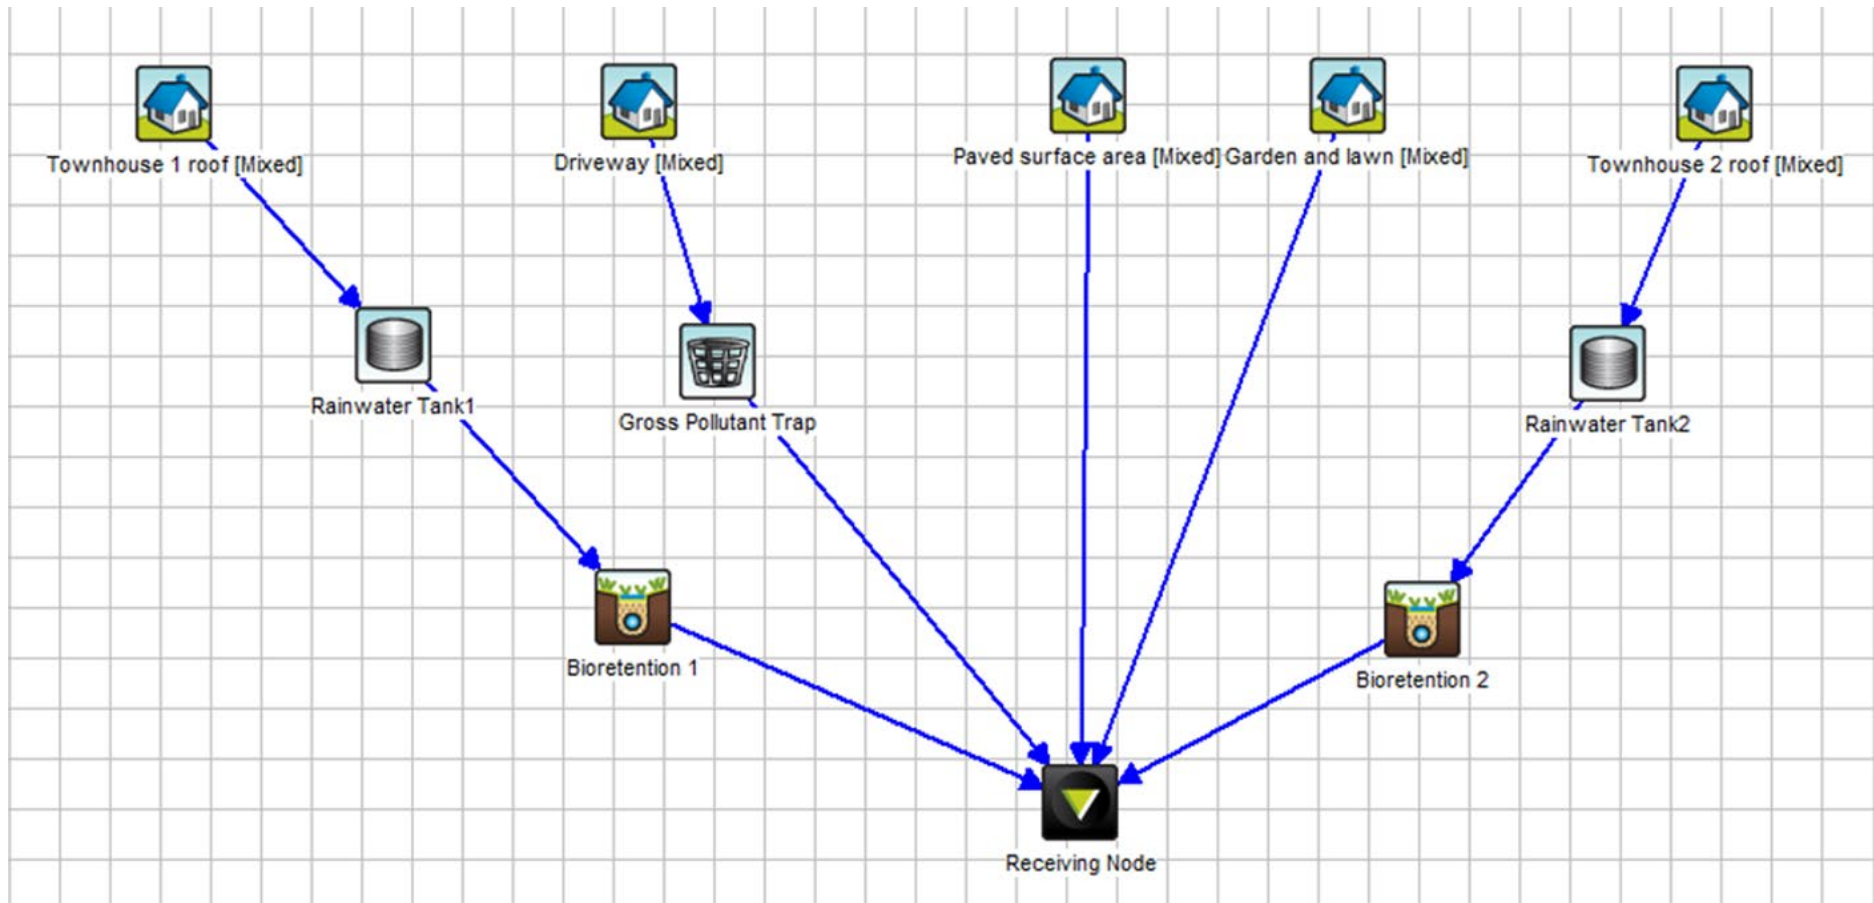 Townhouse 1 roof [Mixed]
Driveway [Mixed]
Paved surface area [Mixed]
Garden and lawn [Mixed]
Townhouse 2 roof [Mixed]
Rainwater Tank1
Gross Pollutant Trap
Rainwater Tank2
Bioretention 1
Bioretention 2
Receiving Node